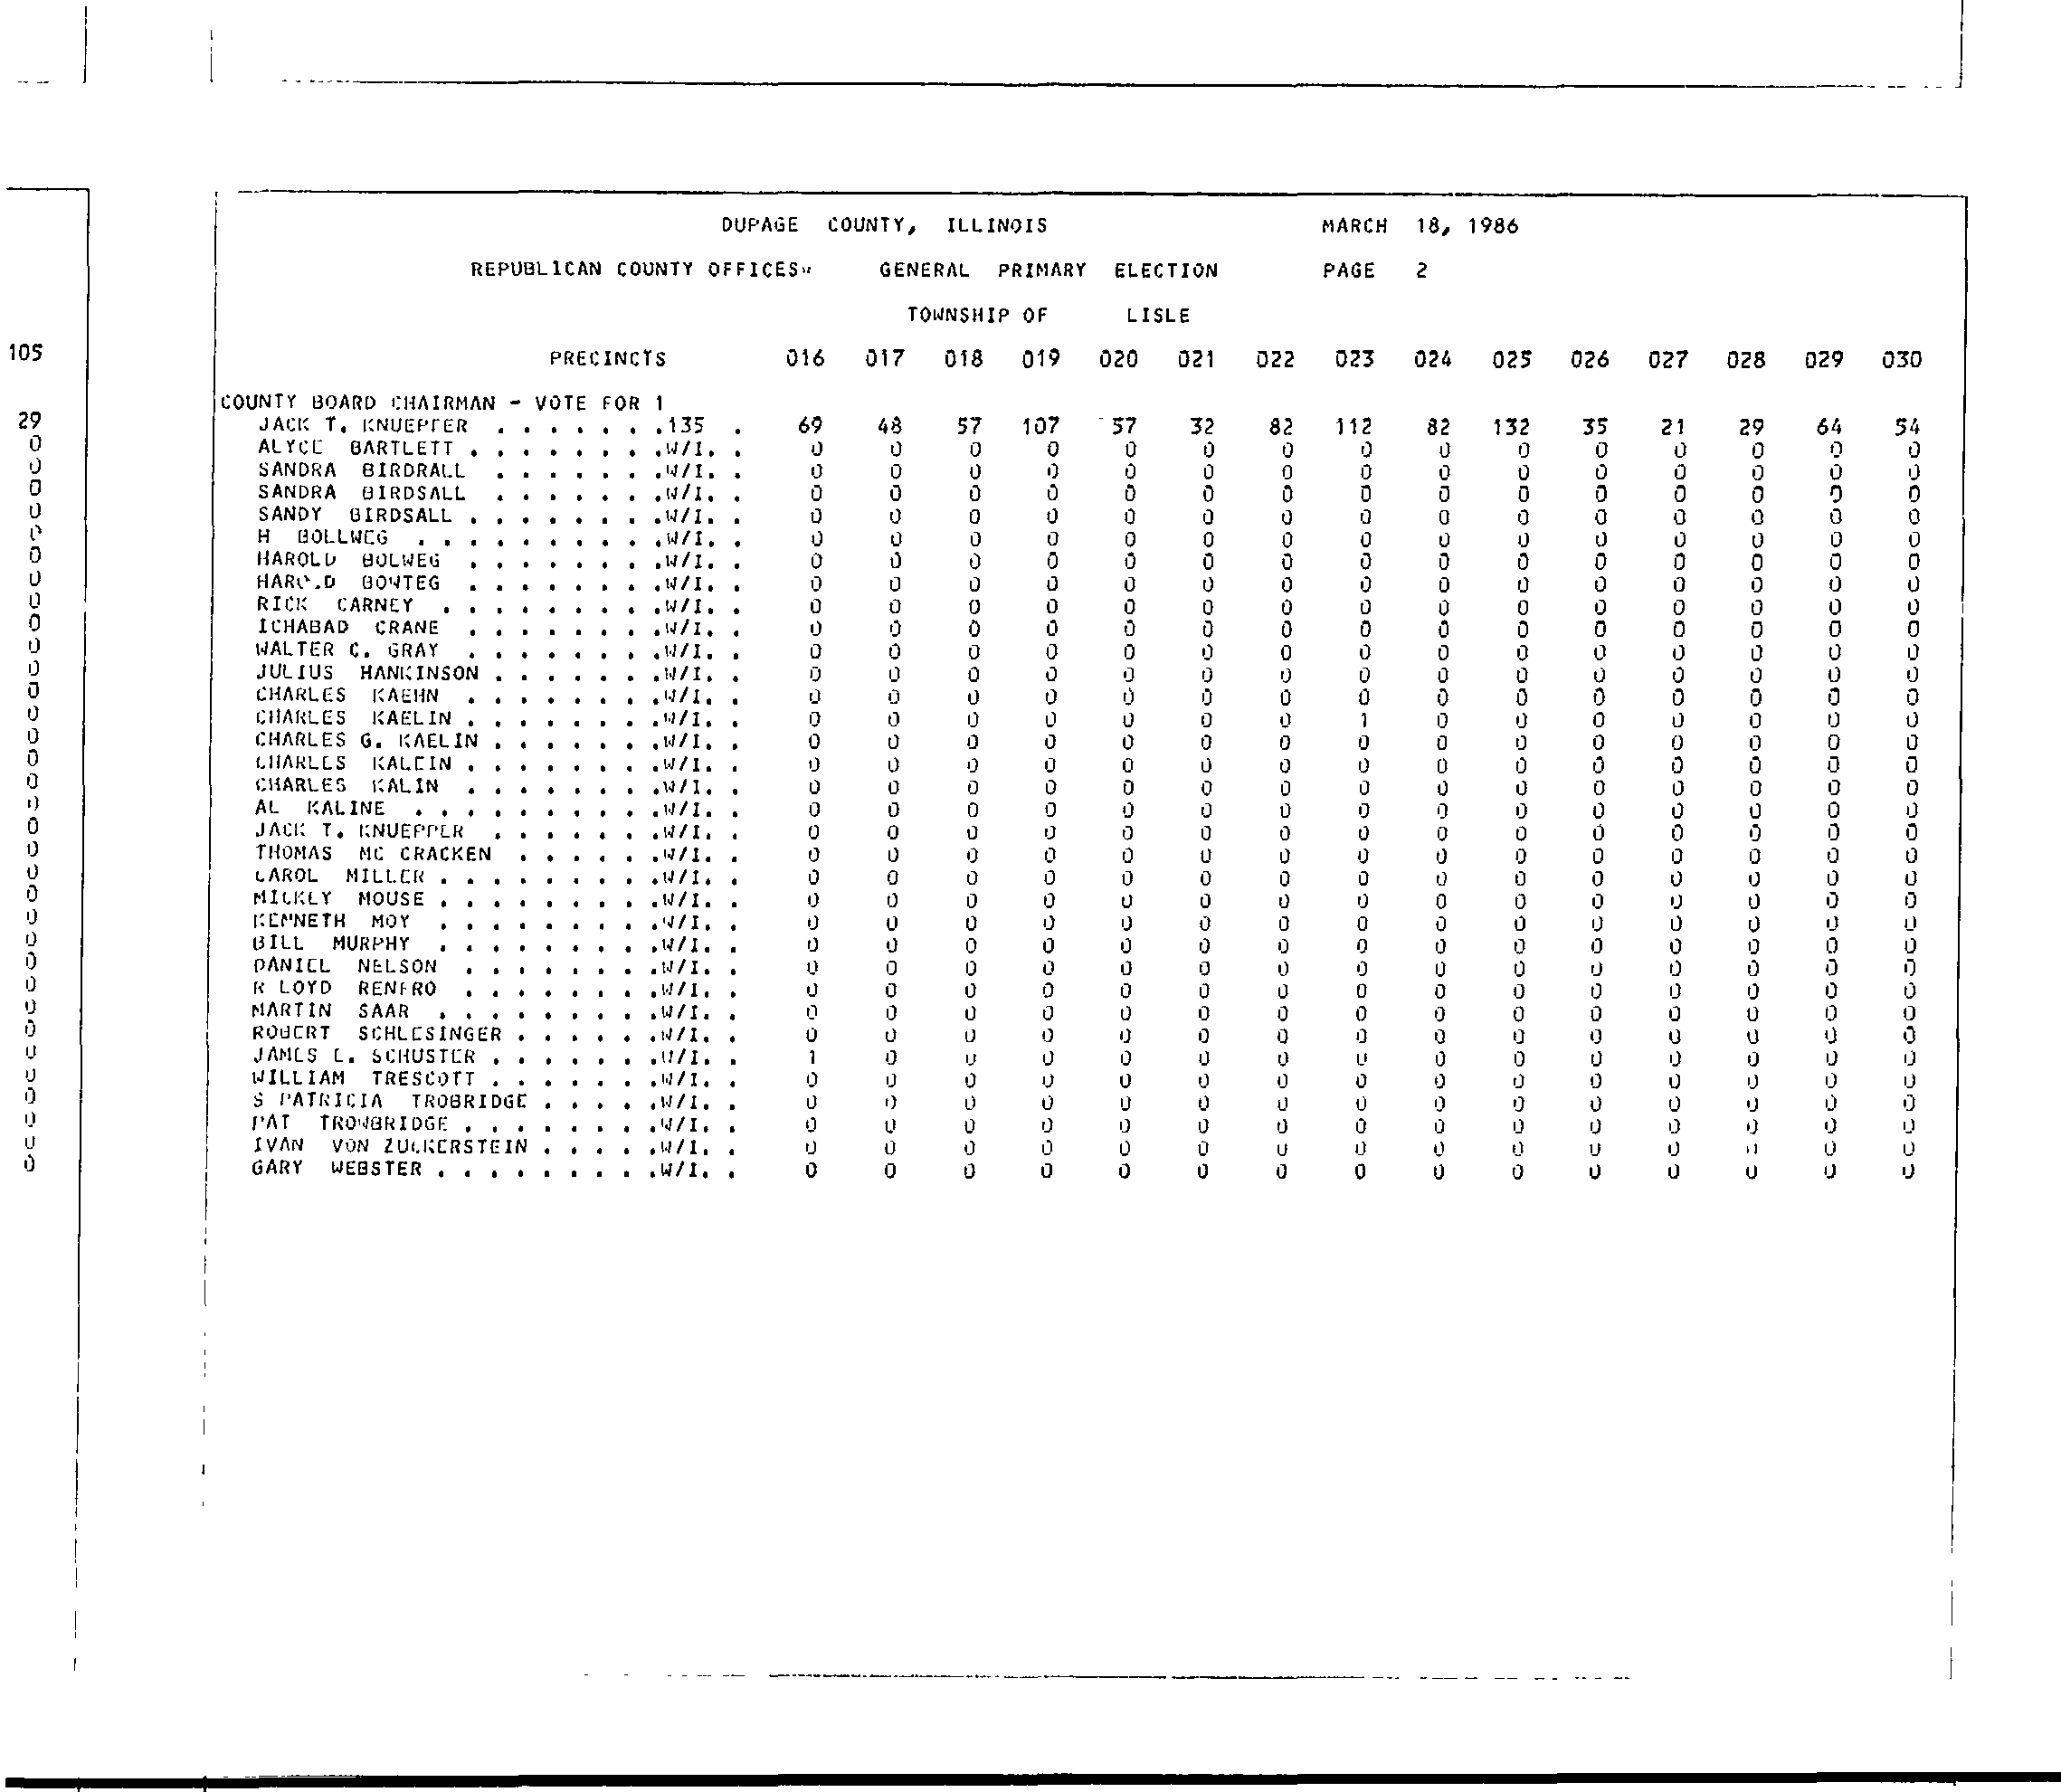 DUPAGE COUNTY, ILLINOIS MARCH 18, 1986
REPUBLICAN COUNTY OFFICES" GENERAL PRIMARY ELECTION PAGE 2
TOWNSHIP OF LISLE
105
PRECINCTS 016 017 018 019 020 021 022 023 024 025 026 027 028 029 030
COUNTY BOARD CHAIRMAN - VOTE FOR 1
29 JACK T. KNUEPFER . . . . . . .135 . 69 48 57 107 57 32 82 112 82 132 35 21 29 64 54
0 ALYCE BARTLETT . . . . . . . .W/I. . 0 0 0 0 0 0 0 0 0 0 0 0 0 0 0
0 SANDRA BIRDRALL . . . . . . .W/I. . 0 0 0 0 0 0 0 0 0 0 0 0 0 0 0
0 SANDRA BIRDSALL . . . . . . .W/I. . 0 0 0 0 0 0 0 0 0 0 0 0 0 0 0
0 SANDY BIRDSALL . . . . . . . .W/I. . 0 0 0 0 0 0 0 0 0 0 0 0 0 0 0
0 H BOLLWEG . . . . . . . . . .W/I. . 0 0 0 0 0 0 0 0 0 0 0 0 0 0 0
0 HAROLD BOLWEG . . . . . . . .W/I. . 0 0 0 0 0 0 0 0 0 0 0 0 0 0 0
0 HAROLD BOWTEG . . . . . . . .W/I. . 0 0 0 0 0 0 0 0 0 0 0 0 0 0 0
0 RICK CARNEY . . . . . . . . .W/I. . 0 0 0 0 0 0 0 0 0 0 0 0 0 0 0
0 ICHABAD CRANE . . . . . . . .W/I. . 0 0 0 0 0 0 0 0 0 0 0 0 0 0 0
0 WALTER C. GRAY . . . . . . . .W/I. . 0 0 0 0 0 0 0 0 0 0 0 0 0 0 0
0 JULIUS HANKINSON . . . . . . .W/I. . 0 0 0 0 0 0 0 0 0 0 0 0 0 0 0
0 CHARLES KAEHN . . . . . . . .W/I. . 0 0 0 0 0 0 0 0 0 0 0 0 0 0 0
0 CHARLES KAELIN . . . . . . . .W/I. . 0 0 0 0 0 0 0 1 0 0 0 0 0 0 0
0 CHARLES G. KAELIN . . . . . . .W/I. . 0 0 0 0 0 0 0 0 0 0 0 0 0 0 0
0 CHARLES KALEIN . . . . . . . .W/I. . 0 0 0 0 0 0 0 0 0 0 0 0 0 0 0
0 CHARLES KALIN . . . . . . . .W/I. . 0 0 0 0 0 0 0 0 0 0 0 0 0 0 0
0 AL KALINE . . . . . . . . . .W/I. . 0 0 0 0 0 0 0 0 0 0 0 0 0 0 0
0 JACK T. KNUEPPER . . . . . . .W/I. . 0 0 0 0 0 0 0 0 0 0 0 0 0 0 0
0 THOMAS MC CRACKEN . . . . . .W/I. . 0 0 0 0 0 0 0 0 0 0 0 0 0 0 0
0 CAROL MILLER . . . . . . . . .W/I. . 0 0 0 0 0 0 0 0 0 0 0 0 0 0 0
0 MICKEY MOUSE . . . . . . . . .W/I. . 0 0 0 0 0 0 0 0 0 0 0 0 0 0 0
0 KENNETH MOY . . . . . . . . .W/I. . 0 0 0 0 0 0 0 0 0 0 0 0 0 0 0
0 BILL MURPHY . . . . . . . . .W/I. . 0 0 0 0 0 0 0 0 0 0 0 0 0 0 0
0 DANIEL NELSON . . . . . . . .W/I. . 0 0 0 0 0 0 0 0 0 0 0 0 0 0 0
0 R LOYD RENFRO . . . . . . . .W/I. . 0 0 0 0 0 0 0 0 0 0 0 0 0 0 0
0 MARTIN SAAR . . . . . . . . .W/I. . 0 0 0 0 0 0 0 0 0 0 0 0 0 0 0
0 ROBERT SCHLESINGER . . . . . .W/I. . 0 0 0 0 0 0 0 0 0 0 0 0 0 0 0
0 JAMES E. SCHUSTER . . . . . . .W/I. . 1 0 0 0 0 0 0 0 0 0 0 0 0 0 0
0 WILLIAM TRESCOTT . . . . . . .W/I. . 0 0 0 0 0 0 0 0 0 0 0 0 0 0 0
0 S PATRICIA TROBRIDGE . . . . .W/I. . 0 0 0 0 0 0 0 0 0 0 0 0 0 0 0
0 PAT TROWBRIDGE . . . . . . . .W/I. . 0 0 0 0 0 0 0 0 0 0 0 0 0 0 0
0 IVAN VON ZUCKERSTEIN . . . . .W/I. . 0 0 0 0 0 0 0 0 0 0 0 0 0 0 0
0 GARY WEBSTER . . . . . . . . .W/I. . 0 0 0 0 0 0 0 0 0 0 0 0 0 0 0